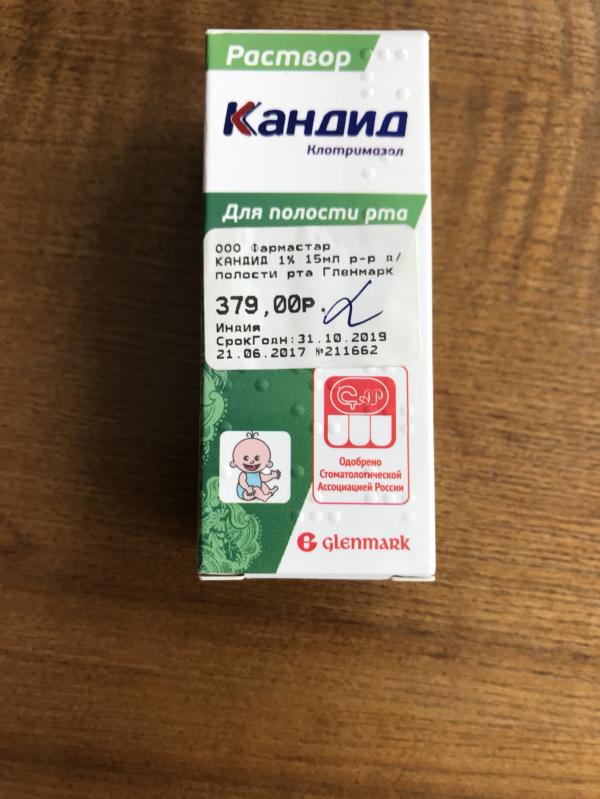 Раствор
Кандид
Клотримазол
Для полости рта
ООО Фармастар
КАНДИД 1% 15мл р-р д/
полости рта Гленмарк
379,00р.
Индия
СрокГодн:31.10.2019
21.06.2017 №211662
СтАР
Одобрено
Стоматологической
Ассоциацией России
glenmark